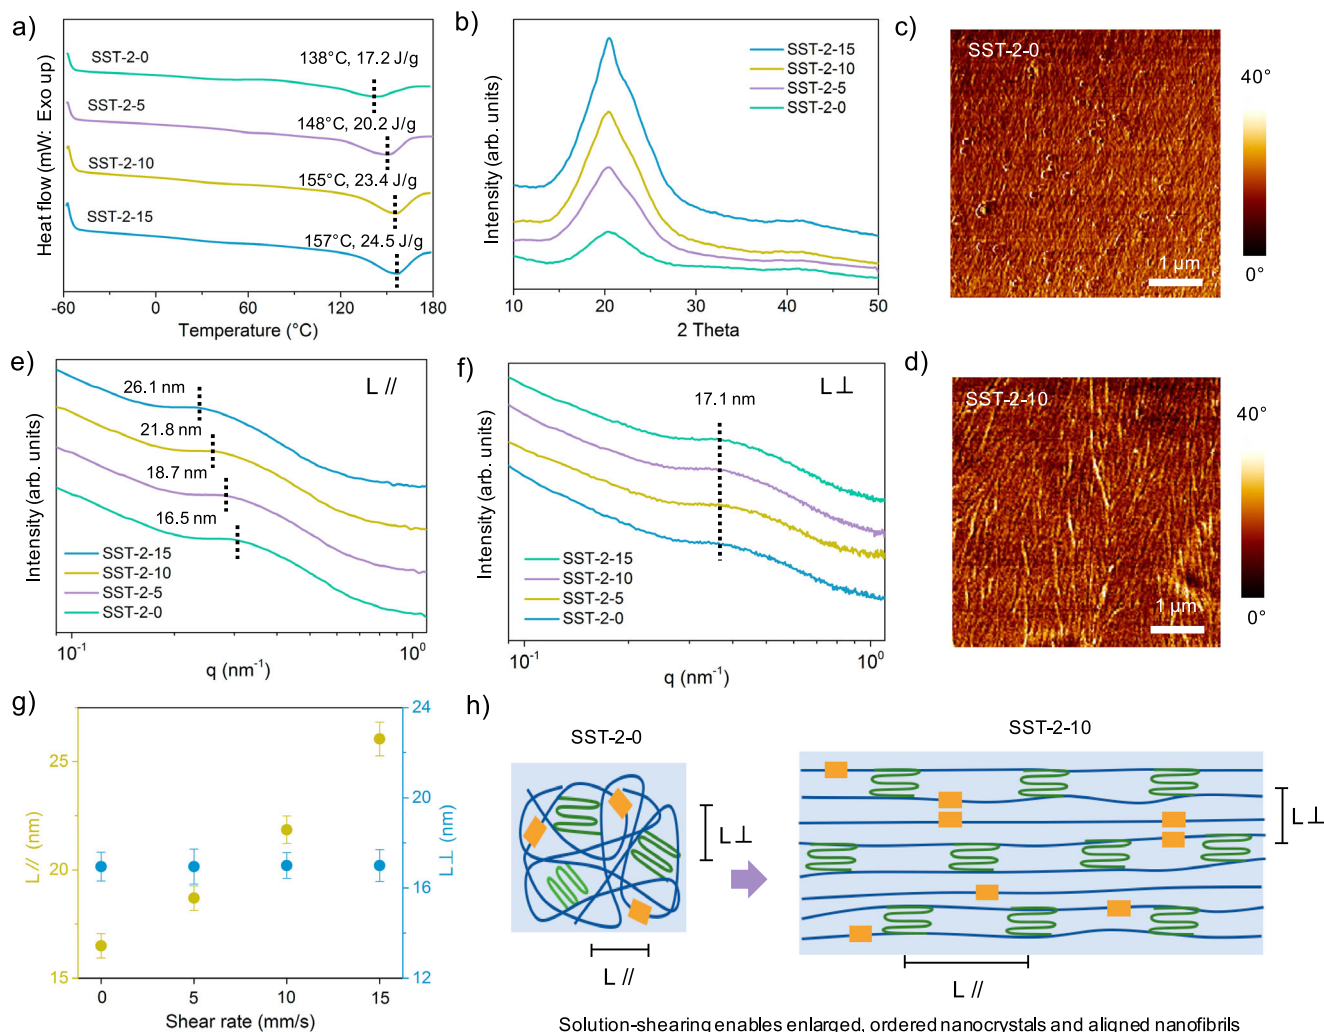 a)
Heat flow (mW: Exo up)
SST-2-0
138°C, 17.2 J/g
SST-2-5
148°C, 20.2 J/g
SST-2-10
155°C, 23.4 J/g
SST-2-15
157°C, 24.5 J/g
-60 0 60 120 180
Temperature (°C)
b)
Intensity (arb. units)
SST-2-15
SST-2-10
SST-2-5
SST-2-0
10 20 30 40 50
2 Theta
c)
SST-2-0
40°
0°
1 µm
e)
L //
Intensity (arb. units)
26.1 nm
21.8 nm
18.7 nm
16.5 nm
SST-2-15
SST-2-10
SST-2-5
SST-2-0
10⁻¹ 10⁰
q (nm⁻¹)
f)
L⊥
Intensity (arb. units)
17.1 nm
SST-2-15
SST-2-10
SST-2-5
SST-2-0
10⁻¹ 10⁰
q (nm⁻¹)
d)
SST-2-10
40°
0°
1 µm
g)
L// (nm)
25
20
15
L⊥ (nm)
24
20
16
12
0 5 10 15
Shear rate (mm/s)
h)
SST-2-0
SST-2-10
L⊥
L //
L⊥
L //
Solution-shearing enables enlarged, ordered nanocrystals and aligned nanofibrils